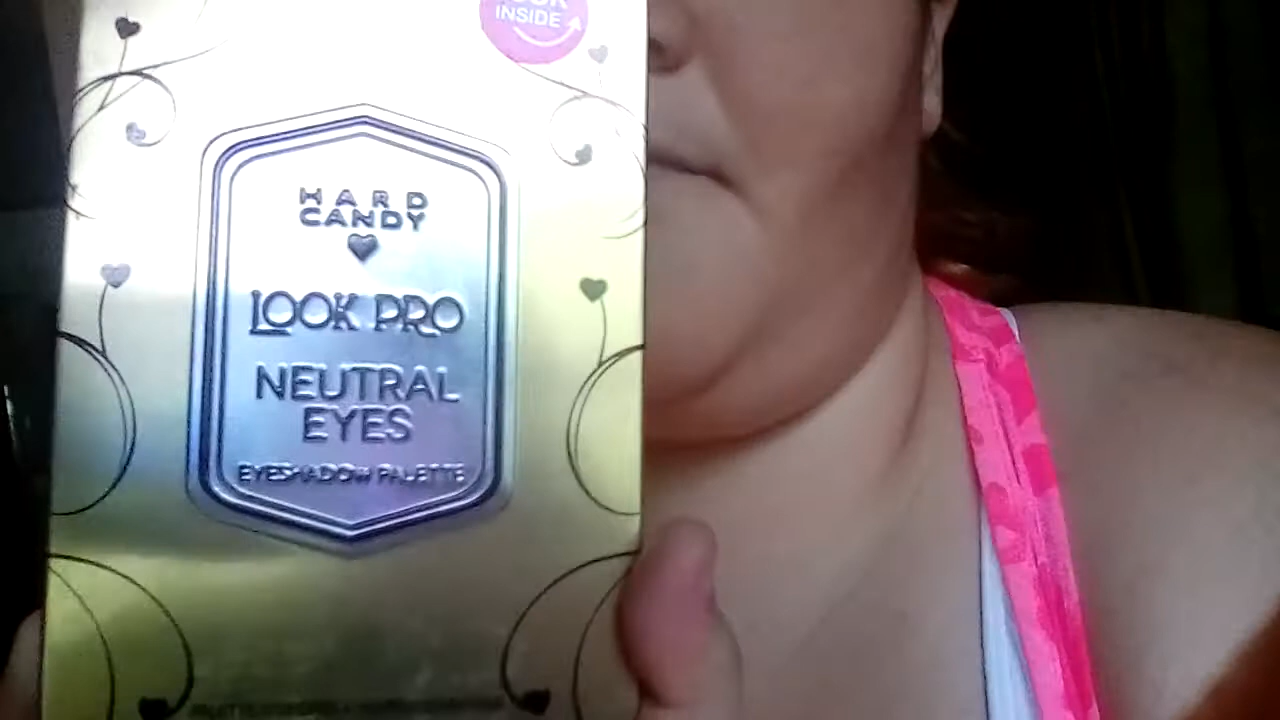 INSIDE
HARD
CANDY
LOOK PRO
NEUTRAL
EYES
EYESHADOW PALETTE